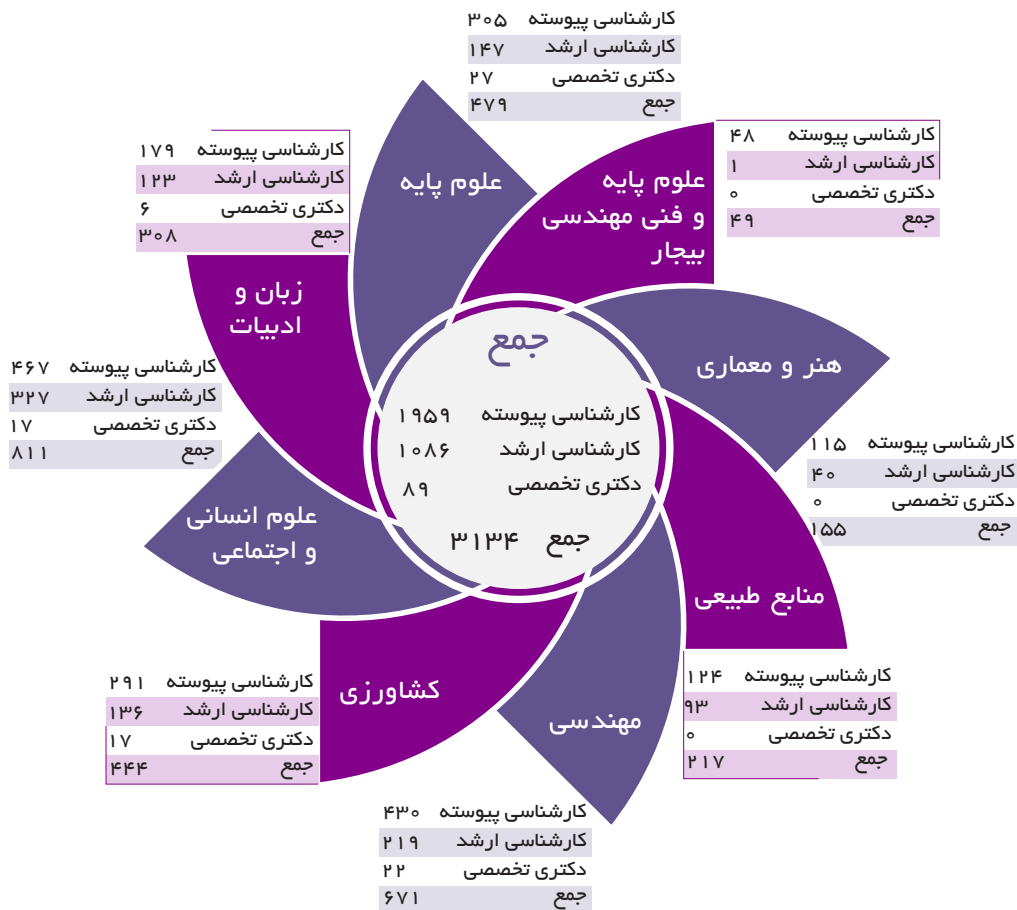 کارشناسی پیوسته ۳۰۵
کارشناسی ارشد ۱۴۷
دکتری تخصصی ۲۷
جمع ۴۷۹
علوم پایه
کارشناسی پیوسته ۴۸
کارشناسی ارشد ۱
دکتری تخصصی ۰
جمع ۴۹
علوم پایه
و فنی مهندسی
بیجار
هنر و معماری
کارشناسی پیوسته ۱۱۵
کارشناسی ارشد ۴۰
دکتری تخصصی ۰
جمع ۱۵۵
منابع طبیعی
کارشناسی پیوسته ۱۲۴
کارشناسی ارشد ۹۳
دکتری تخصصی ۰
جمع ۲۱۷
مهندسی
کارشناسی پیوسته ۴۳۰
کارشناسی ارشد ۲۱۹
دکتری تخصصی ۲۲
جمع ۶۷۱
کشاورزی
کارشناسی پیوسته ۲۹۱
کارشناسی ارشد ۱۳۶
دکتری تخصصی ۱۷
جمع ۴۴۴
علوم انسانی
و اجتماعی
کارشناسی پیوسته ۴۶۷
کارشناسی ارشد ۳۲۷
دکتری تخصصی ۱۷
جمع ۸۱۱
زبان و
ادبیات
کارشناسی پیوسته ۱۷۹
کارشناسی ارشد ۱۲۳
دکتری تخصصی ۶
جمع ۳۰۸
جمع
کارشناسی پیوسته ۱۹۵۹
کارشناسی ارشد ۱۰۸۶
دکتری تخصصی ۸۹
جمع ۳۱۳۴